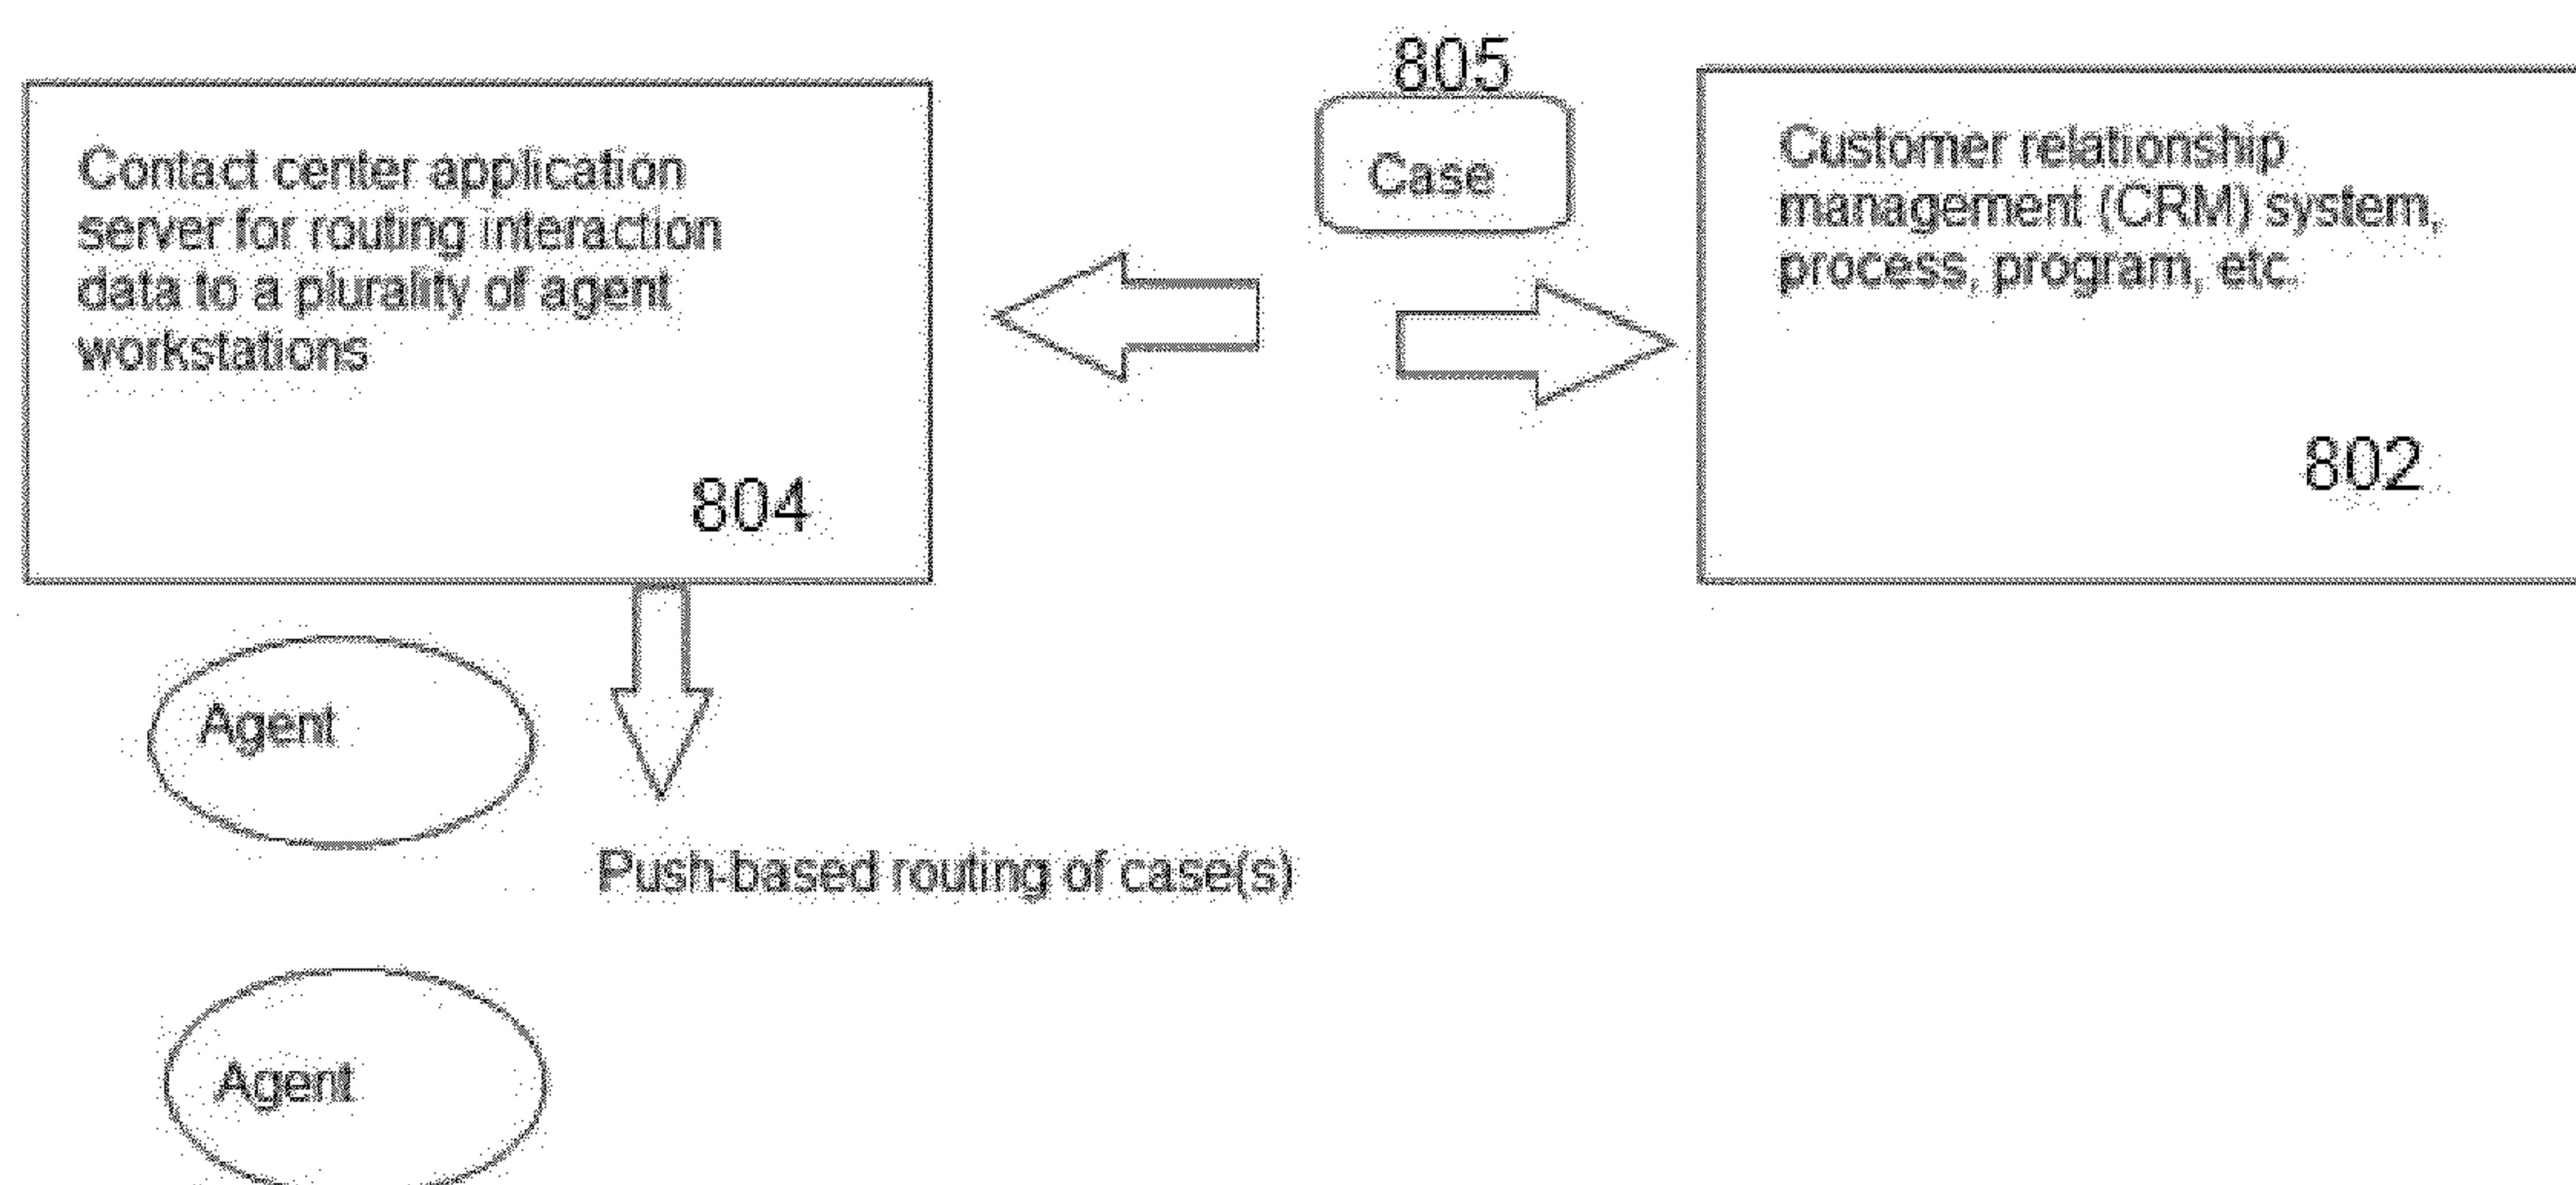 805
Case
Contact center application
server for routing interaction
data to a plurality of agent
workstations
804
Customer relationship
management (CRM) system,
process, program, etc.
802
Agent
Push-based routing of case(s)
Agent